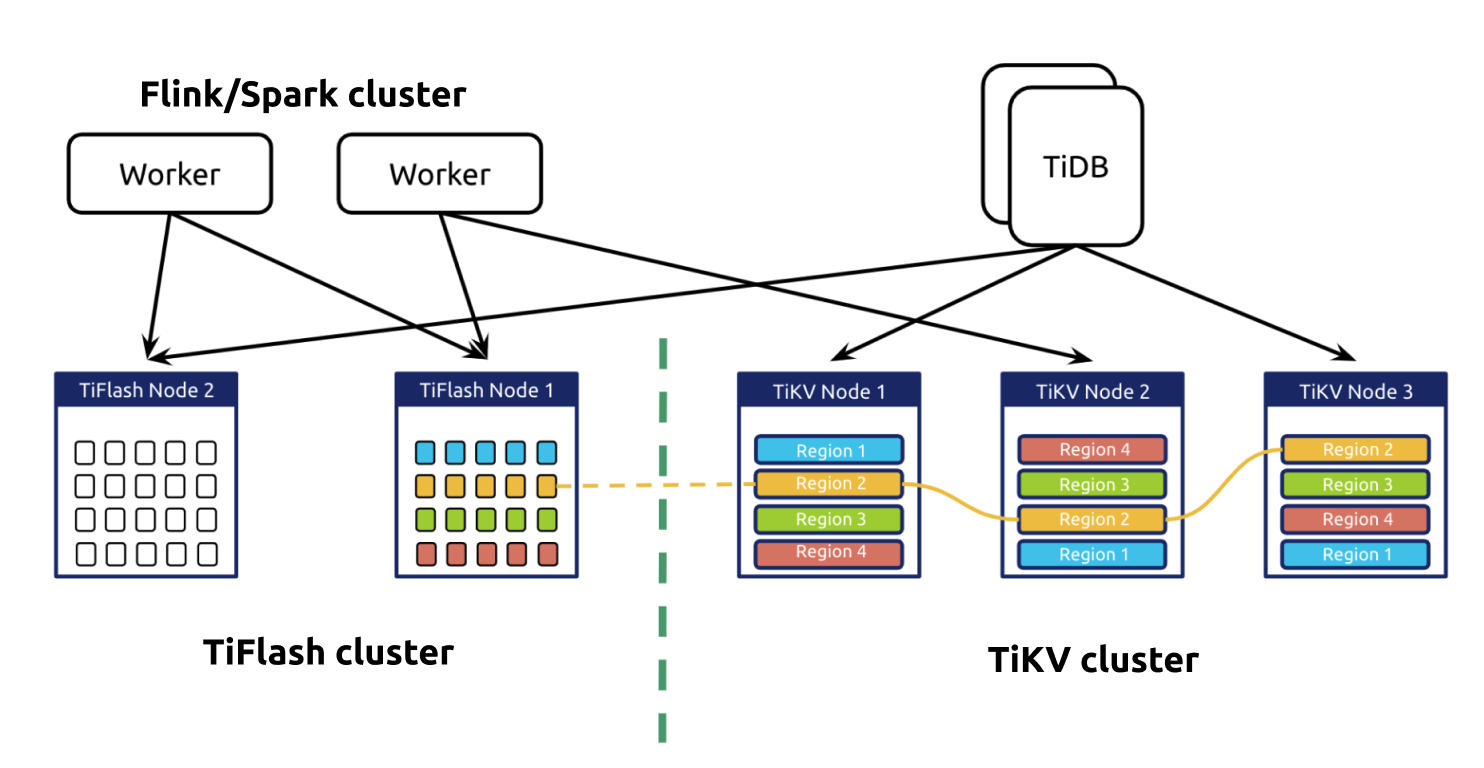 Flink/Spark cluster
Worker
Worker
TiDB
TiFlash Node 2
TiFlash Node 1
TiKV Node 1
Region 1
Region 2
Region 3
Region 4
TiKV Node 2
Region 4
Region 3
Region 2
Region 1
TiKV Node 3
Region 2
Region 3
Region 4
Region 1
TiFlash cluster
TiKV cluster